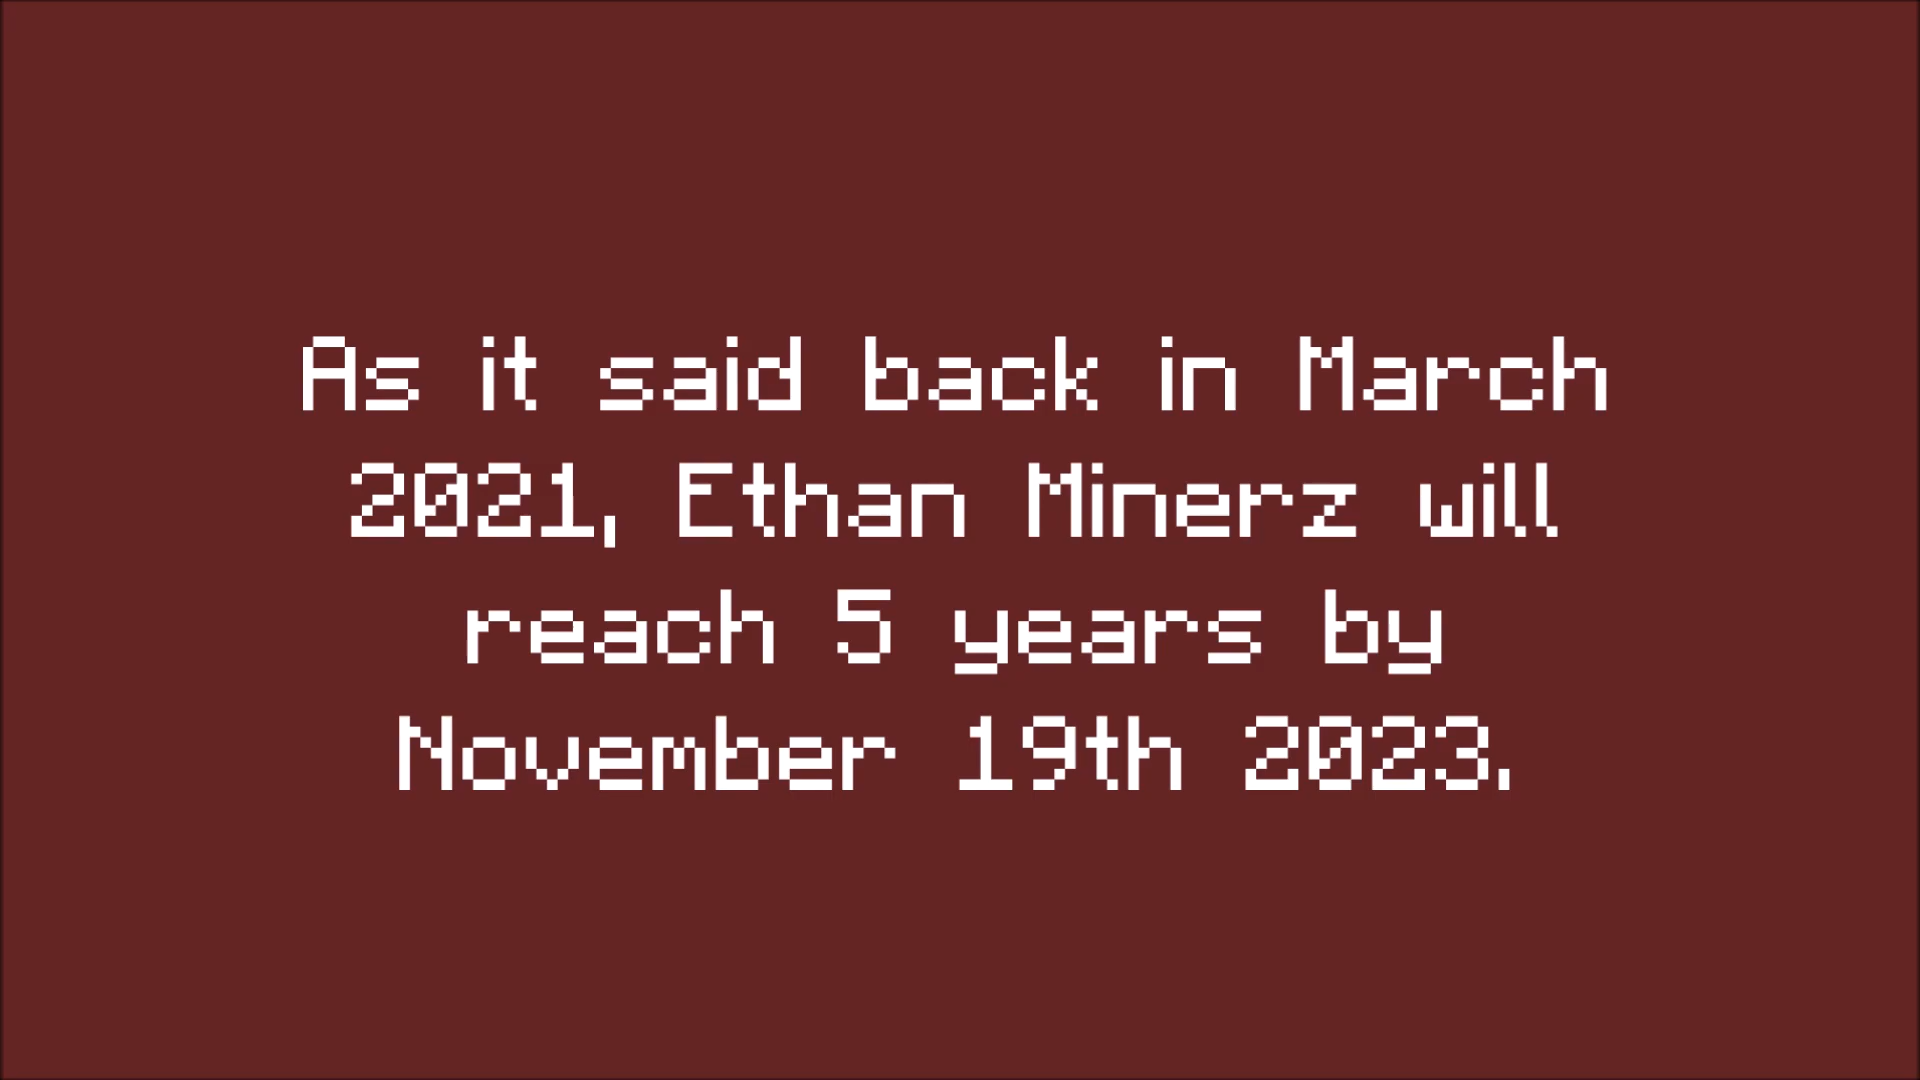 As it said back in March
2021, Ethan Minerz will
reach 5 years by
November 19th 2023.